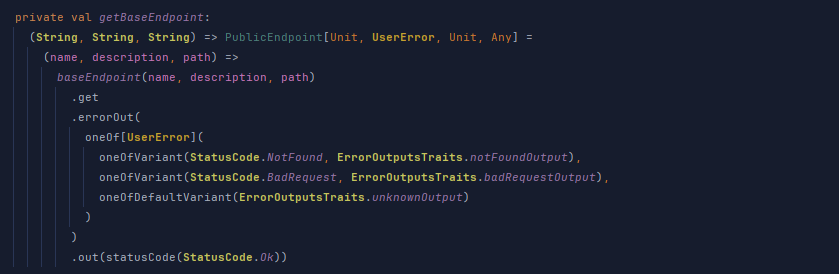 private val getBaseEndpoint:
  (String, String, String) => PublicEndpoint[Unit, UserError, Unit, Any] =
    (name, description, path) =>
      baseEndpoint(name, description, path)
        .get
        .errorOut(
          oneOf[UserError](
            oneOfVariant(StatusCode.NotFound, ErrorOutputsTraits.notFoundOutput),
            oneOfVariant(StatusCode.BadRequest, ErrorOutputsTraits.badRequestOutput),
            oneOfDefaultVariant(ErrorOutputsTraits.unknownOutput)
          )
        )
        .out(statusCode(StatusCode.Ok))